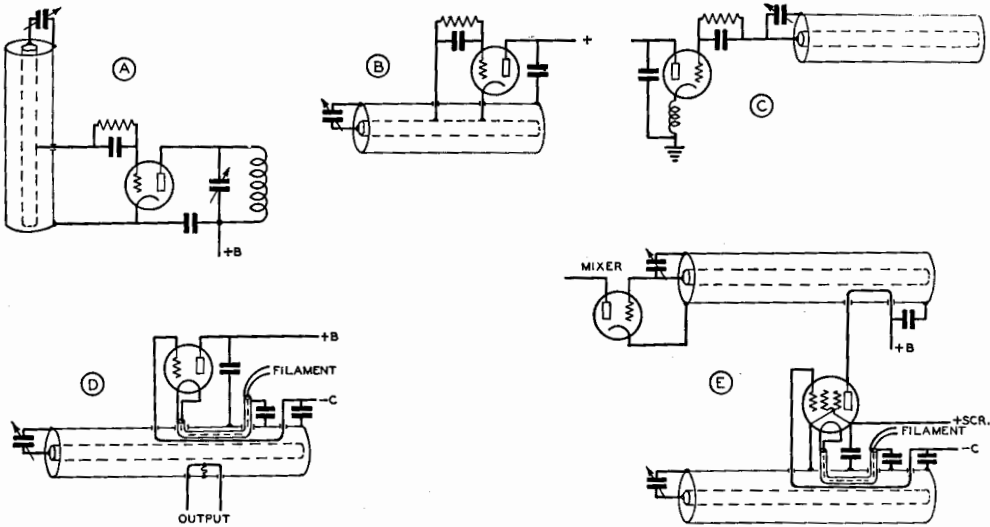 A
+B
B
+
C
D
+B
FILAMENT
-C
OUTPUT
MIXER
+B
E
+SCR.
FILAMENT
-C